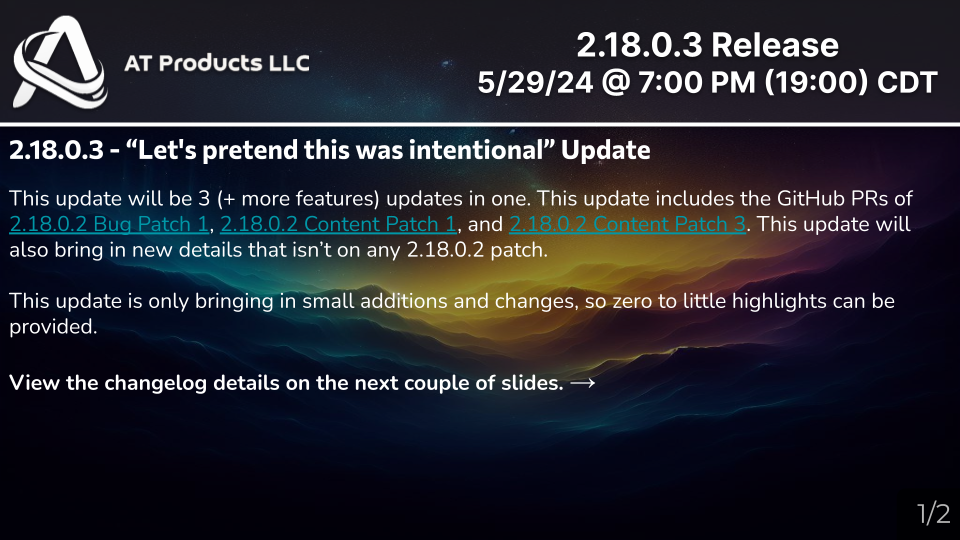 AT Products LLC
2.18.0.3 Release
5/29/24 @ 7:00 PM (19:00) CDT
2.18.0.3 - “Let's pretend this was intentional” Update
This update will be 3 (+ more features) updates in one. This update includes the GitHub PRs of
2.18.0.2 Bug Patch 1, 2.18.0.2 Content Patch 1, and 2.18.0.2 Content Patch 3. This update will
also bring in new details that isn’t on any 2.18.0.2 patch.
This update is only bringing in small additions and changes, so zero to little highlights can be
provided.
View the changelog details on the next couple of slides. →
1/2